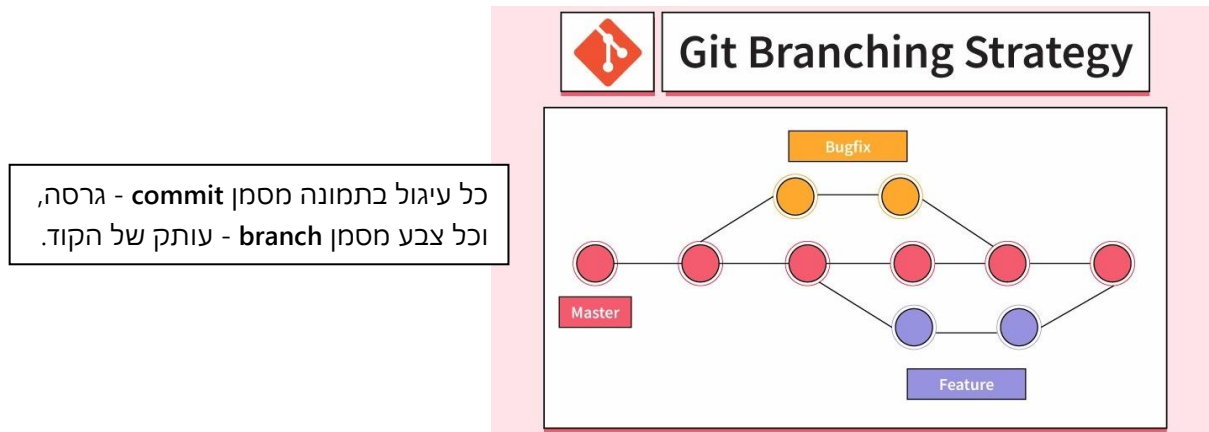 Git Branching Strategy
Bugfix
כל עיגול בתמונה מסמן commit - גרסה,
וכל צבע מסמן branch - עותק של הקוד.
Master
Feature